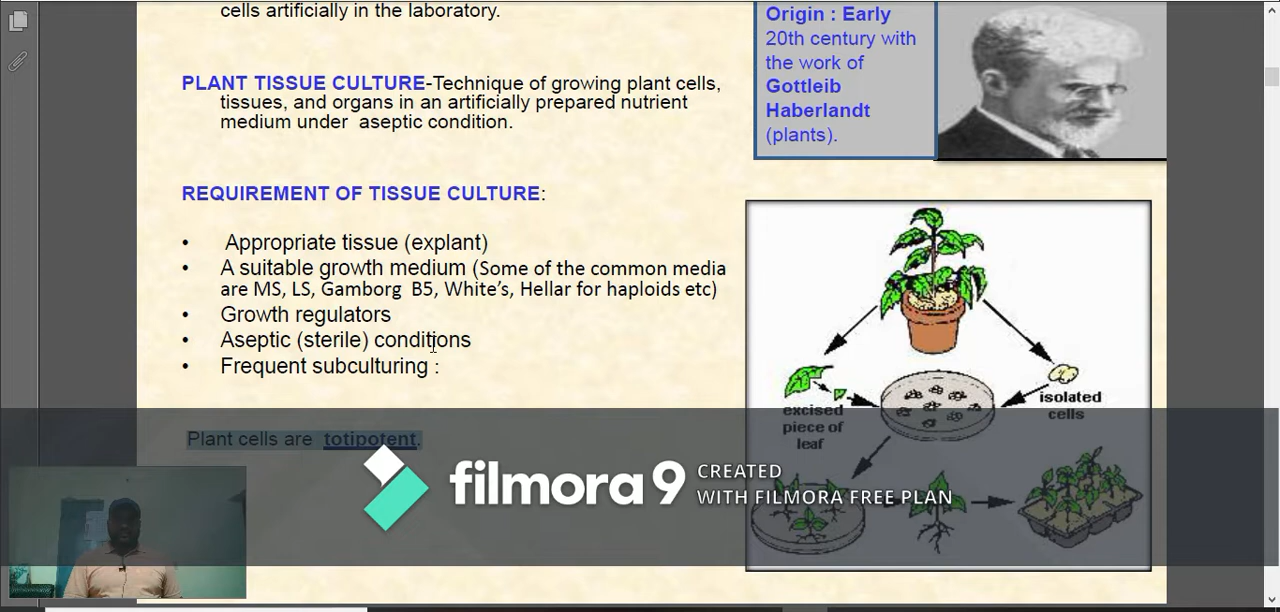 cells artificially in the laboratory.
PLANT TISSUE CULTURE-Technique of growing plant cells,
tissues, and organs in an artificially prepared nutrient
medium under aseptic condition.
REQUIREMENT OF TISSUE CULTURE:
• Appropriate tissue (explant)
• A suitable growth medium (Some of the common media
are MS, LS, Gamborg B5, White's, Hellar for haploids etc)
• Growth regulators
• Aseptic (sterile) conditions
• Frequent subculturing :
Plant cells are totipotent.
Origin : Early
20th century with
the work of
Gottleib
Haberlandt
(plants).
excised
piece of
leaf
isolated
cells
filmora 9
CREATED
WITH FILMORA FREE PLAN